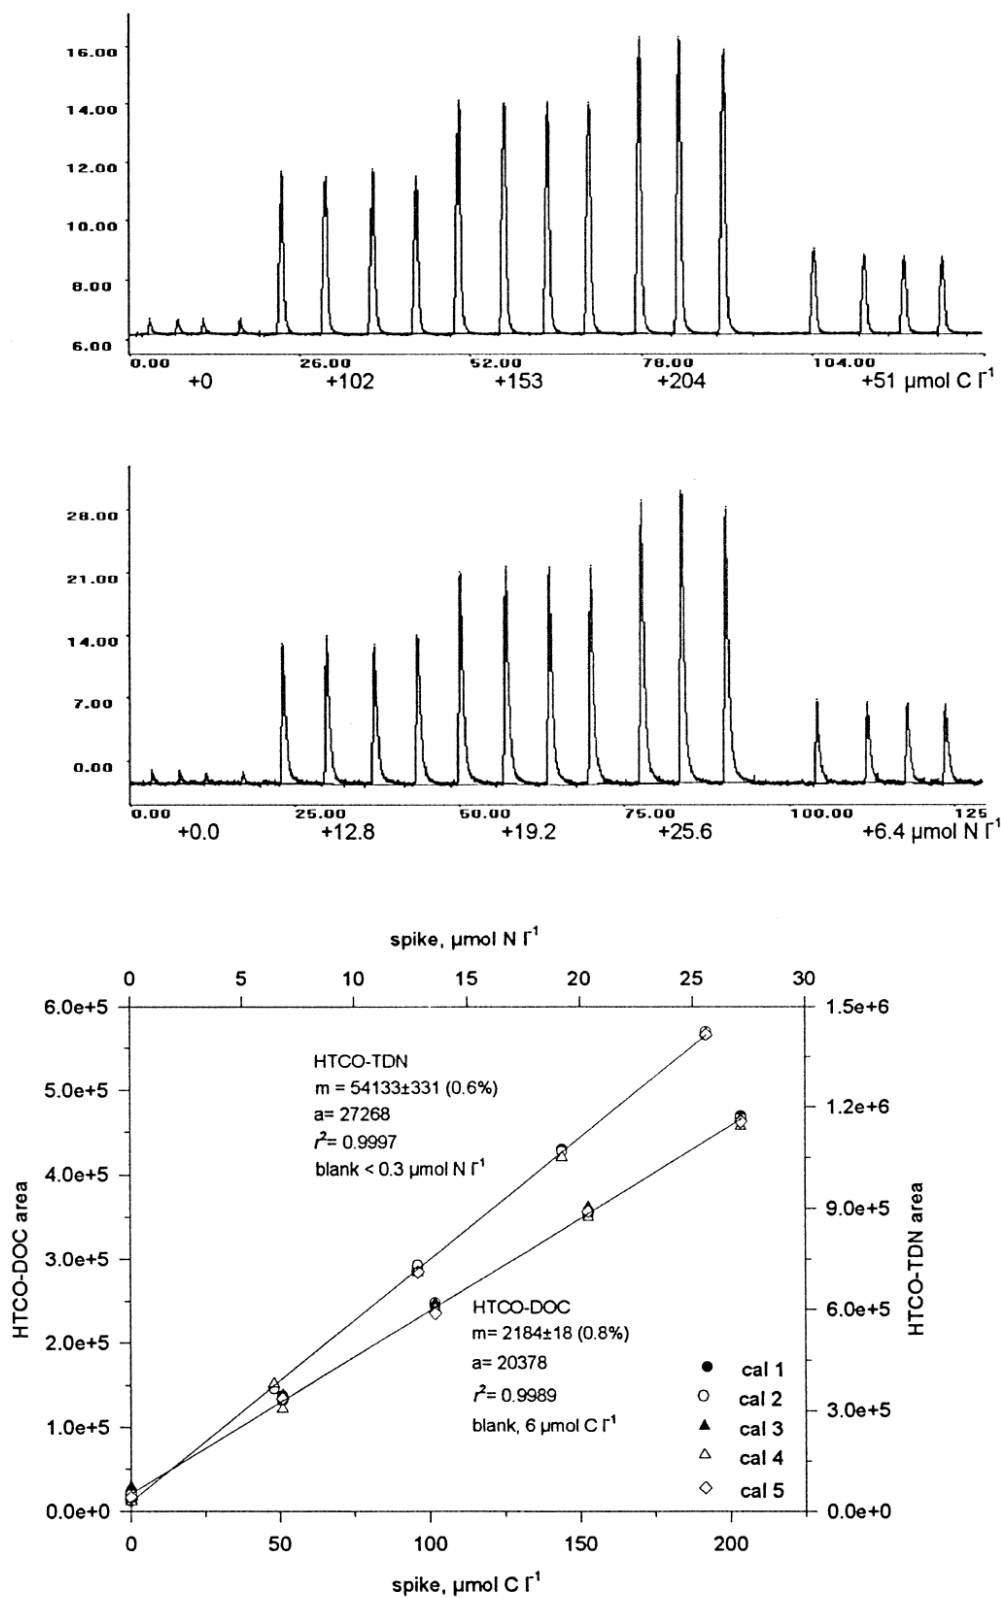 16.00
14.00
12.00
10.00
8.00
6.00
0.00 26.00 52.00 78.00 104.00
+0 +102 +153 +204 +51 µmol C l⁻¹
28.00
21.00
14.00
7.00
0.00
0.00 25.00 50.00 75.00 100.00 125
+0.0 +12.8 +19.2 +25.6 +6.4 µmol N l⁻¹
spike, µmol N l⁻¹
0 5 10 15 20 25 30
6.0e+5 1.5e+6
HTCO-TDN
m = 54133±331 (0.6%)
5.0e+5
a= 27268
1.2e+6
r²= 0.9997
blank < 0.3 µmol N l⁻¹
4.0e+5
9.0e+5
HTCO-DOC area
HTCO-TDN area
3.0e+5
HTCO-DOC
6.0e+5
m= 2184±18 (0.8%)
2.0e+5
a= 20378
cal 1
r²= 0.9989
cal 2
3.0e+5
1.0e+5
blank, 6 µmol C l⁻¹
cal 3
cal 4
cal 5
0.0e+0 0.0e+0
0 50 100 150 200
spike, µmol C l⁻¹